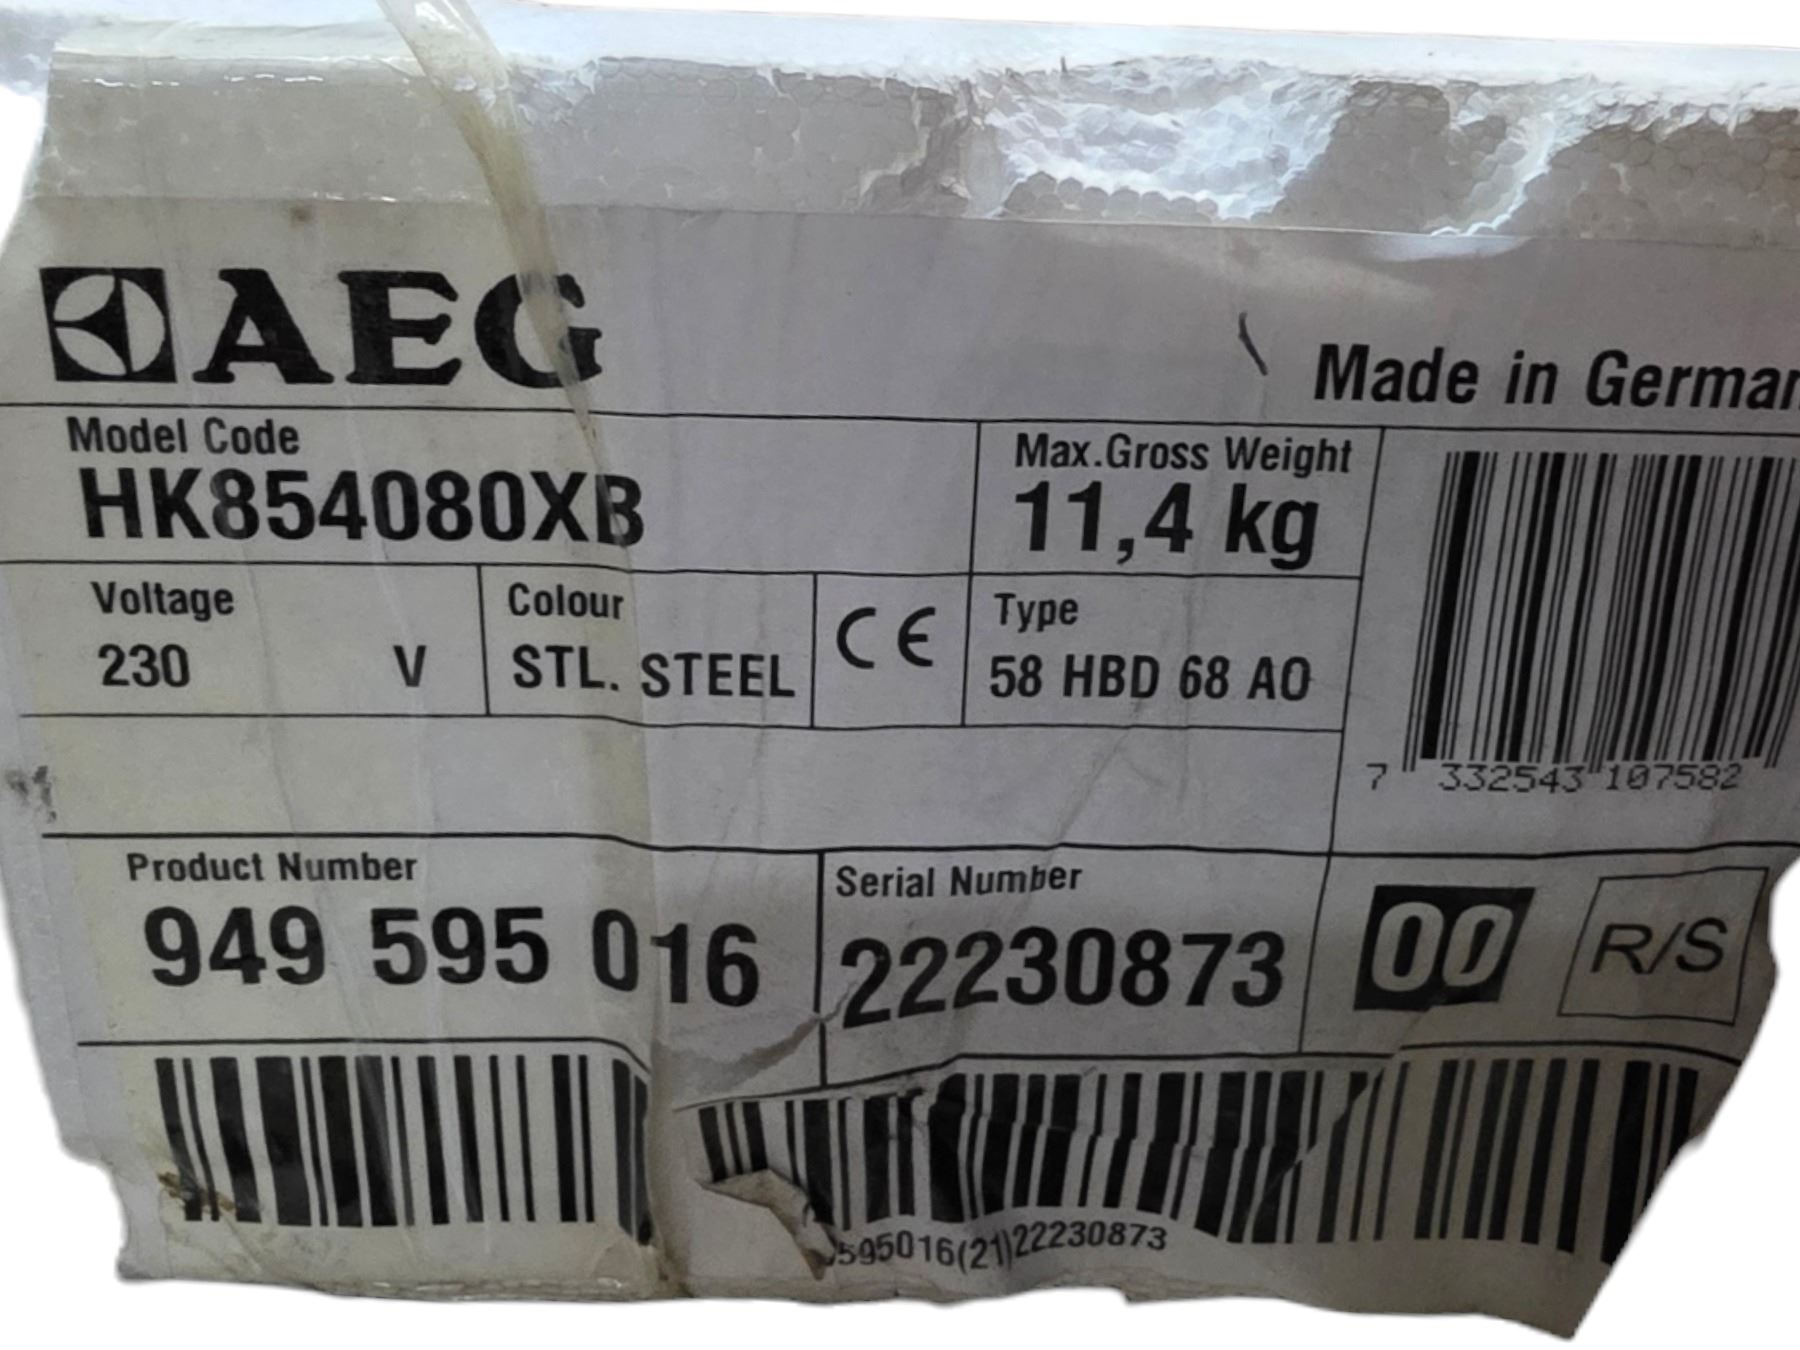 AEG
Made in German
Model Code
HK854080XB
Max.Gross Weight
11,4 kg
Voltage
230 V
Colour
STL. STEEL
CE
Type
58 HBD 68 AO
7 332543 107582
Product Number
949 595 016
Serial Number
22230873
00
R/S
595016(21)22230873